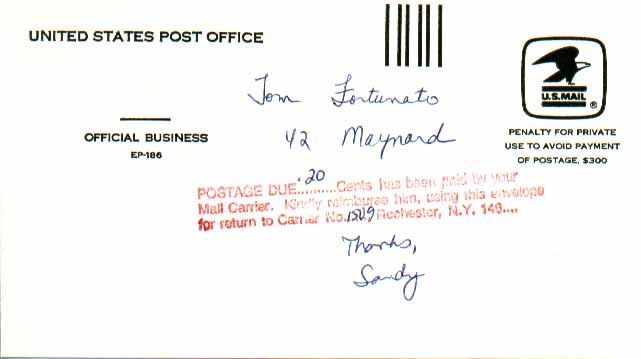 UNITED STATES POST OFFICE
U.S.MAIL
®
Tom Fortunato
OFFICIAL BUSINESS
EP-186
42 Maynard
PENALTY FOR PRIVATE
USE TO AVOID PAYMENT
OF POSTAGE, $300
.20
POSTAGE DUE..........Cents has been paid by your
Mail Carrier. Kindly reimburse him, using this envelope
for return to Carrier No. 1509 Rochester, N.Y. 146....
Thanks,
Sandy